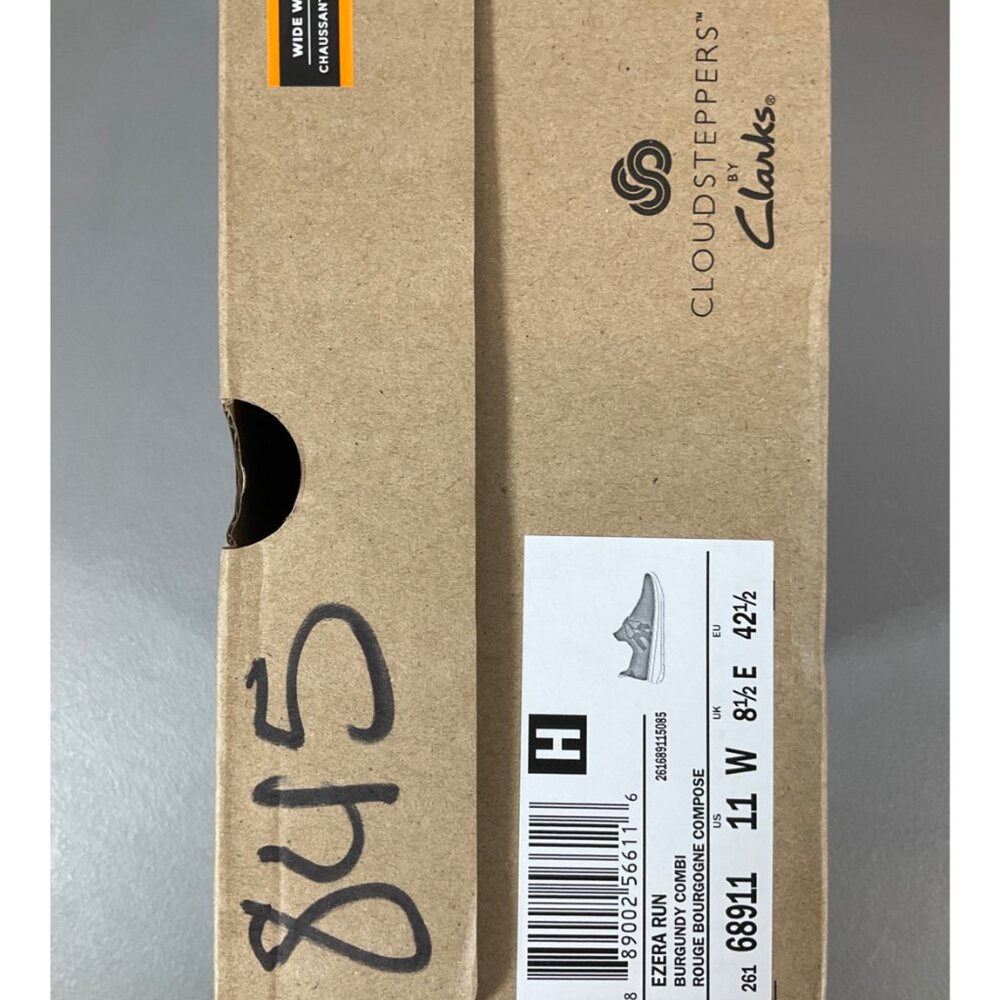 WIDE W
CHAUSSAN
CLOUDSTEPPERS™
BY
Clarks®
845
H
8 89002 56611 6
EZERA RUN
261689115085
BURGUNDY COMBI
ROUGE BOURGOGNE COMPOSE
US UK EU
261 68911 11 W 8½ E 42½